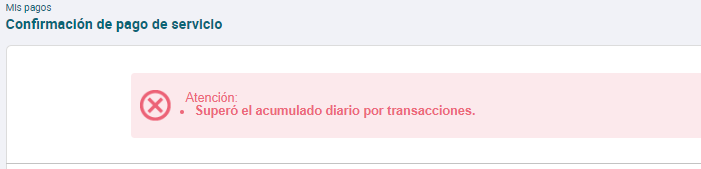 Mis pagos
Confirmación de pago de servicio
Atención:
• Superó el acumulado diario por transacciones.